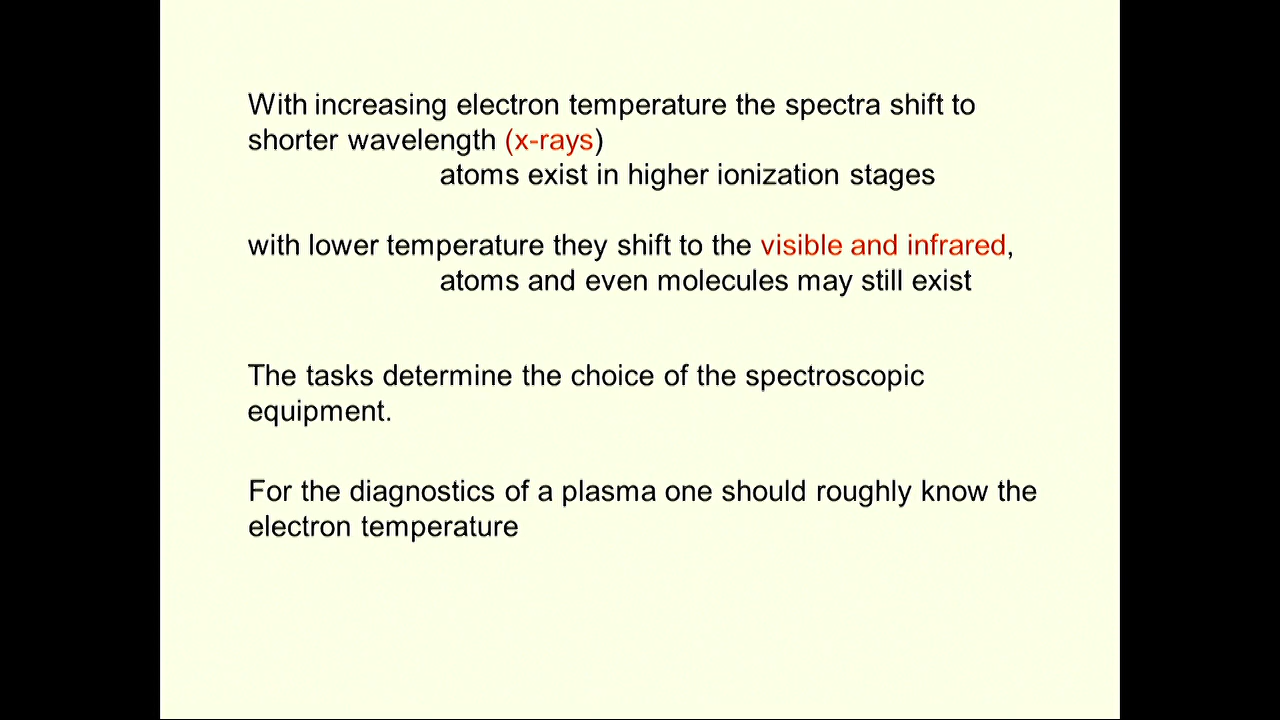 With increasing electron temperature the spectra shift to
shorter wavelength (x-rays)
atoms exist in higher ionization stages
with lower temperature they shift to the visible and infrared,
atoms and even molecules may still exist
The tasks determine the choice of the spectroscopic
equipment.
For the diagnostics of a plasma one should roughly know the
electron temperature